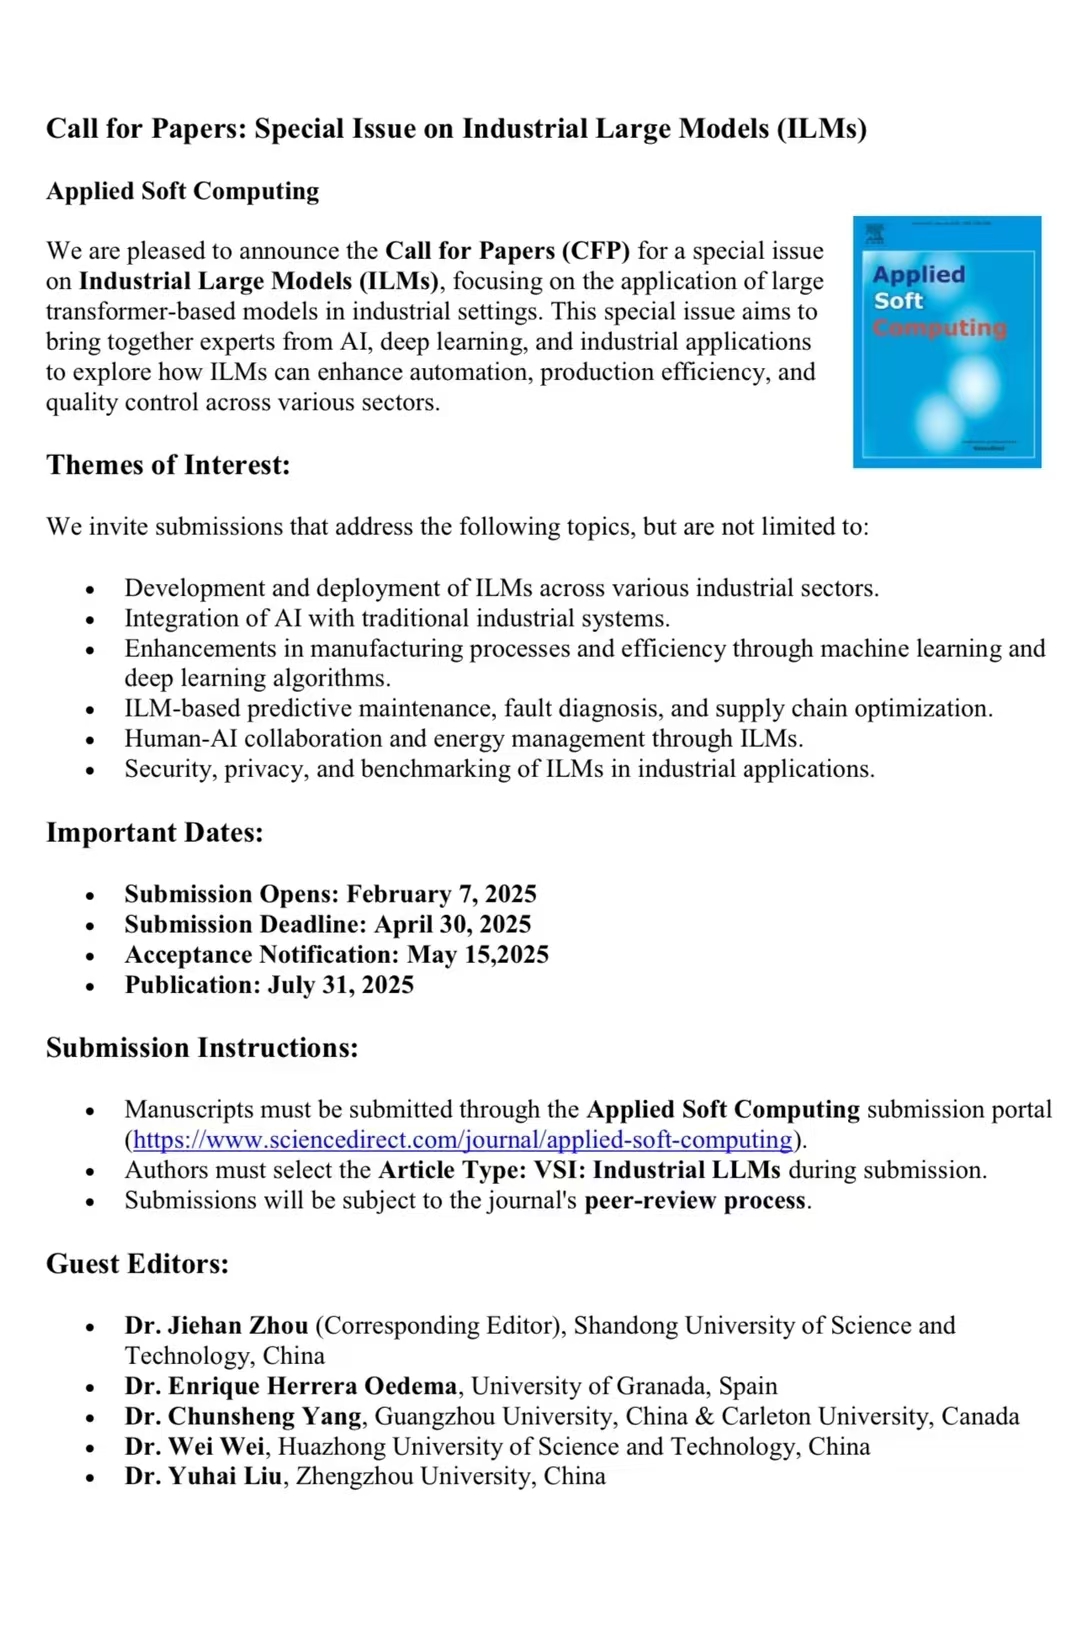 Call for Papers: Special Issue on Industrial Large Models (ILMs)
Applied Soft Computing
We are pleased to announce the Call for Papers (CFP) for a special issue
on Industrial Large Models (ILMs), focusing on the application of large
transformer-based models in industrial settings. This special issue aims to
bring together experts from AI, deep learning, and industrial applications
to explore how ILMs can enhance automation, production efficiency, and
quality control across various sectors.
Applied
Soft
Computing
Themes of Interest:
We invite submissions that address the following topics, but are not limited to:
• Development and deployment of ILMs across various industrial sectors.
• Integration of AI with traditional industrial systems.
• Enhancements in manufacturing processes and efficiency through machine learning and
deep learning algorithms.
• ILM-based predictive maintenance, fault diagnosis, and supply chain optimization.
• Human-AI collaboration and energy management through ILMs.
• Security, privacy, and benchmarking of ILMs in industrial applications.
Important Dates:
• Submission Opens: February 7, 2025
• Submission Deadline: April 30, 2025
• Acceptance Notification: May 15,2025
• Publication: July 31, 2025
Submission Instructions:
• Manuscripts must be submitted through the Applied Soft Computing submission portal
(https://www.sciencedirect.com/journal/applied-soft-computing).
• Authors must select the Article Type: VSI: Industrial LLMs during submission.
• Submissions will be subject to the journal's peer-review process.
Guest Editors:
• Dr. Jiehan Zhou (Corresponding Editor), Shandong University of Science and
Technology, China
• Dr. Enrique Herrera Oedema, University of Granada, Spain
• Dr. Chunsheng Yang, Guangzhou University, China & Carleton University, Canada
• Dr. Wei Wei, Huazhong University of Science and Technology, China
• Dr. Yuhai Liu, Zhengzhou University, China